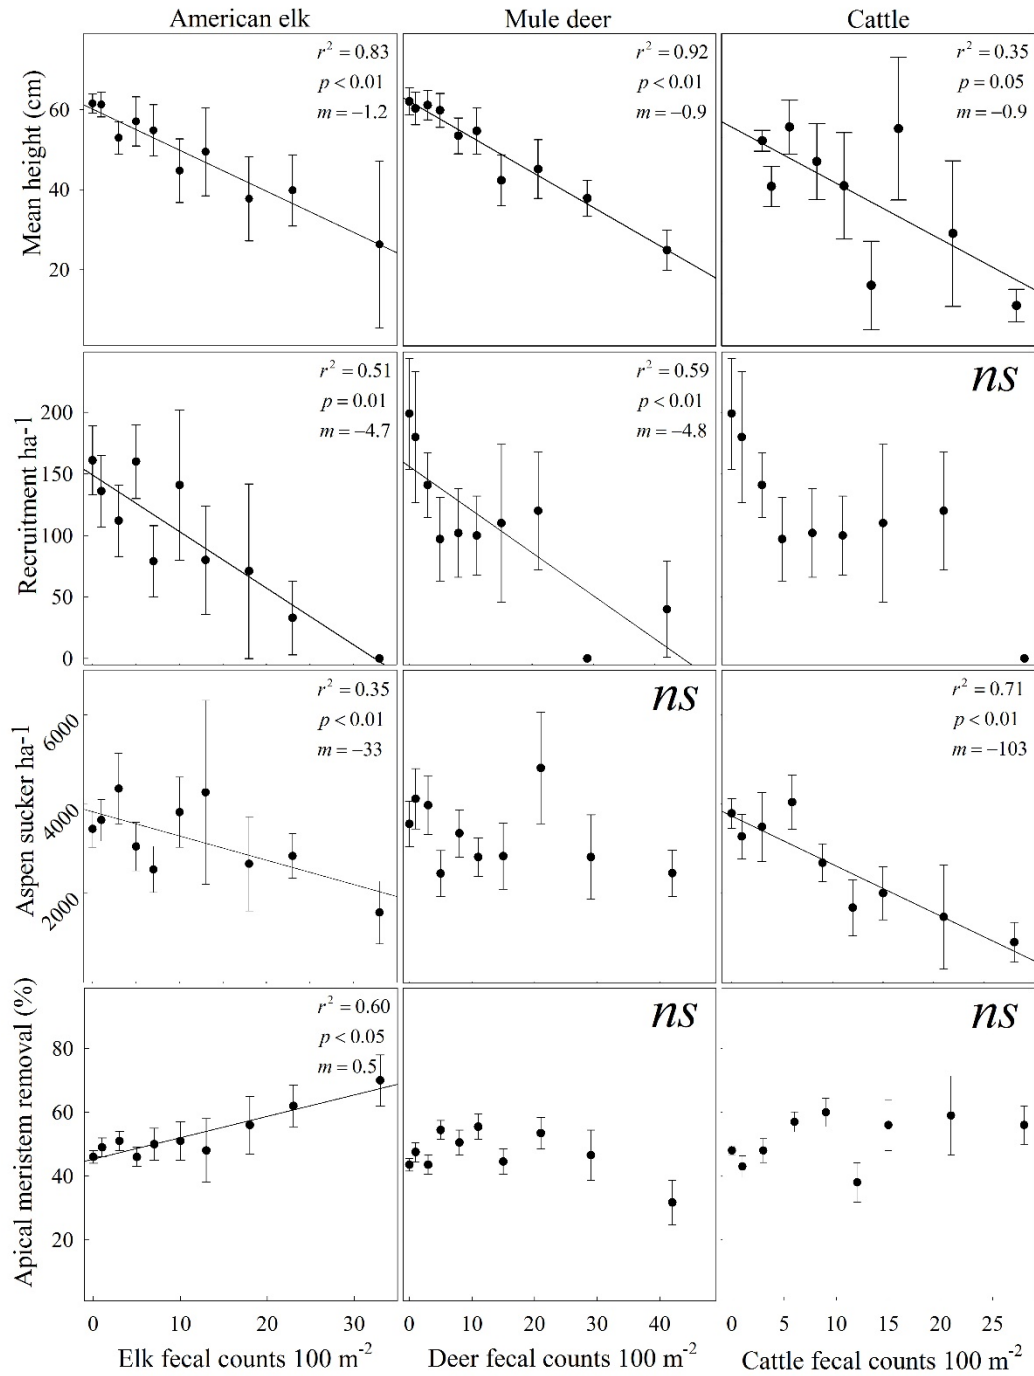 American elk
Mule deer
Cattle
Mean height (cm)
60
40
20
r² = 0.83
p < 0.01
m = −1.2
r² = 0.92
p < 0.01
m = −0.9
r² = 0.35
p = 0.05
m = −0.9
Recruitment ha-1
200
150
100
50
0
r² = 0.51
p = 0.01
m = −4.7
r² = 0.59
p < 0.01
m = −4.8
ns
Aspen sucker ha-1
6000
4000
2000
r² = 0.35
p < 0.01
m = −33
ns
r² = 0.71
p < 0.01
m = −103
Apical meristem removal (%)
80
60
40
20
r² = 0.60
p < 0.05
m = 0.5
ns
ns
0 10 20 30
0 20 40
0 5 10 15 20 25
Elk fecal counts 100 m⁻²
Deer fecal counts 100 m⁻²
Cattle fecal counts 100 m⁻²